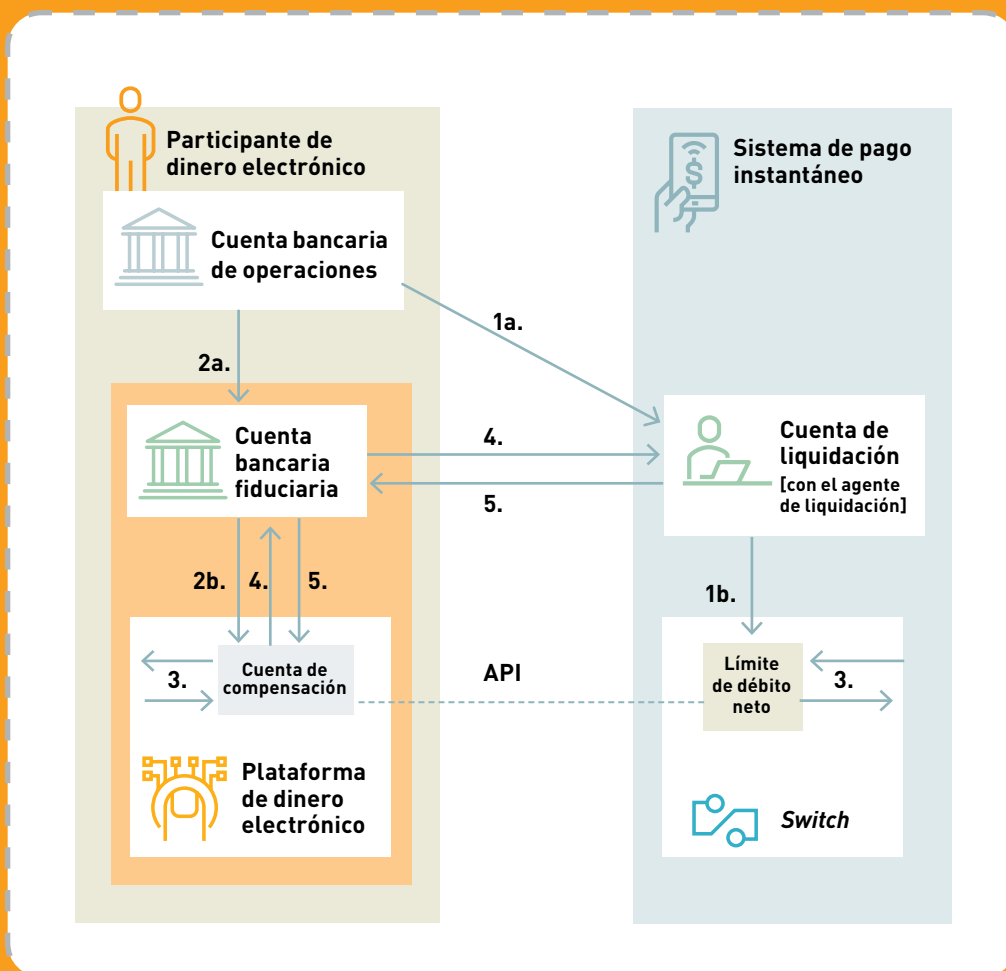 Participante de
dinero electrónico
Sistema de pago
instantáneo
Cuenta bancaria
de operaciones
1a.
2a.
Cuenta
bancaria
fiduciaria
4.
5.
Cuenta de
liquidación
[con el agente
de liquidación]
2b.
4.
5.
1b.
3.
Cuenta de
compensación
API
Límite
de débito
neto
3.
Plataforma
de dinero
electrónico
Switch